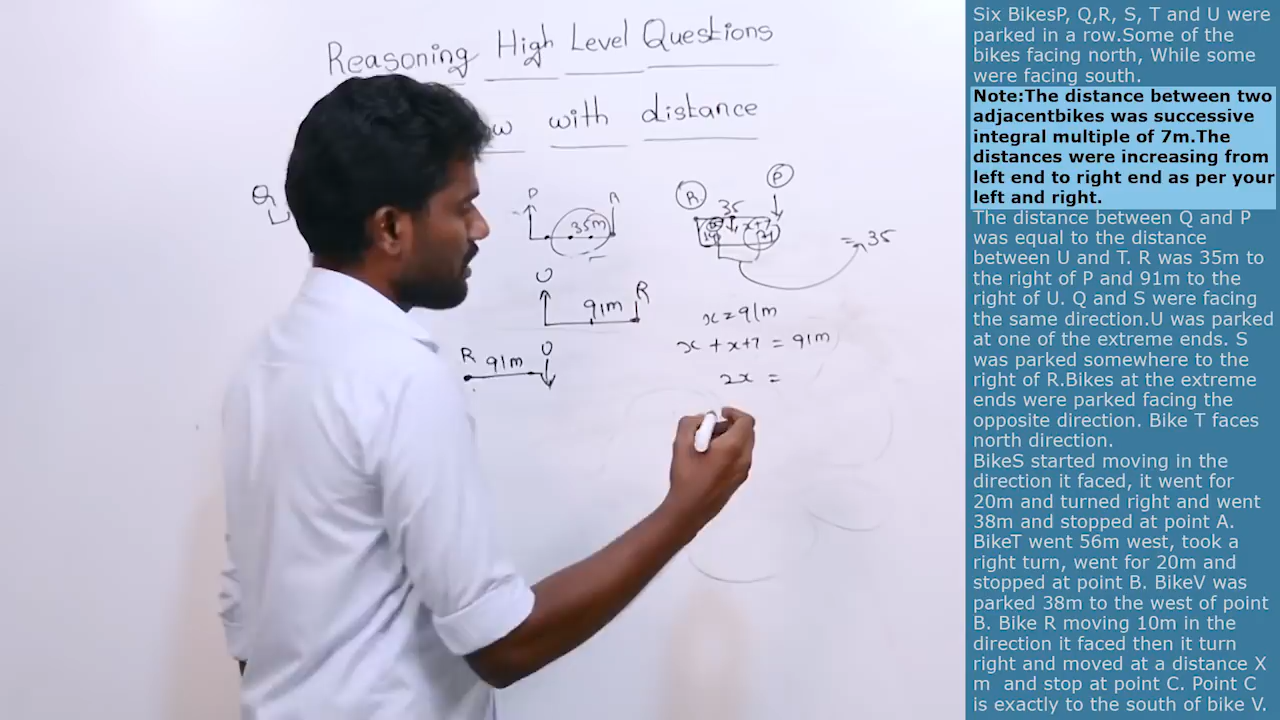 Reasoning High Level Questions
with distance
P
A
35m
U
R
91m
R 91m U
R
P
35
x+7
= 35
x = 91m
x + x+7 = 91m
2x =
Six BikesP, Q,R, S, T and U were
parked in a row.Some of the
bikes facing north, While some
were facing south.
Note:The distance between two
adjacentbikes was successive
integral multiple of 7m.The
distances were increasing from
left end to right end as per your
left and right.
The distance between Q and P
was equal to the distance
between U and T. R was 35m to
the right of P and 91m to the
right of U. Q and S were facing
the same direction.U was parked
at one of the extreme ends. S
was parked somewhere to the
right of R.Bikes at the extreme
ends were parked facing the
opposite direction. Bike T faces
north direction.
BikeS started moving in the
direction it faced, it went for
20m and turned right and went
38m and stopped at point A.
BikeT went 56m west, took a
right turn, went for 20m and
stopped at point B. BikeV was
parked 38m to the west of point
B. Bike R moving 10m in the
direction it faced then it turn
right and moved at a distance X
m  and stop at point C. Point C
is exactly to the south of bike V.